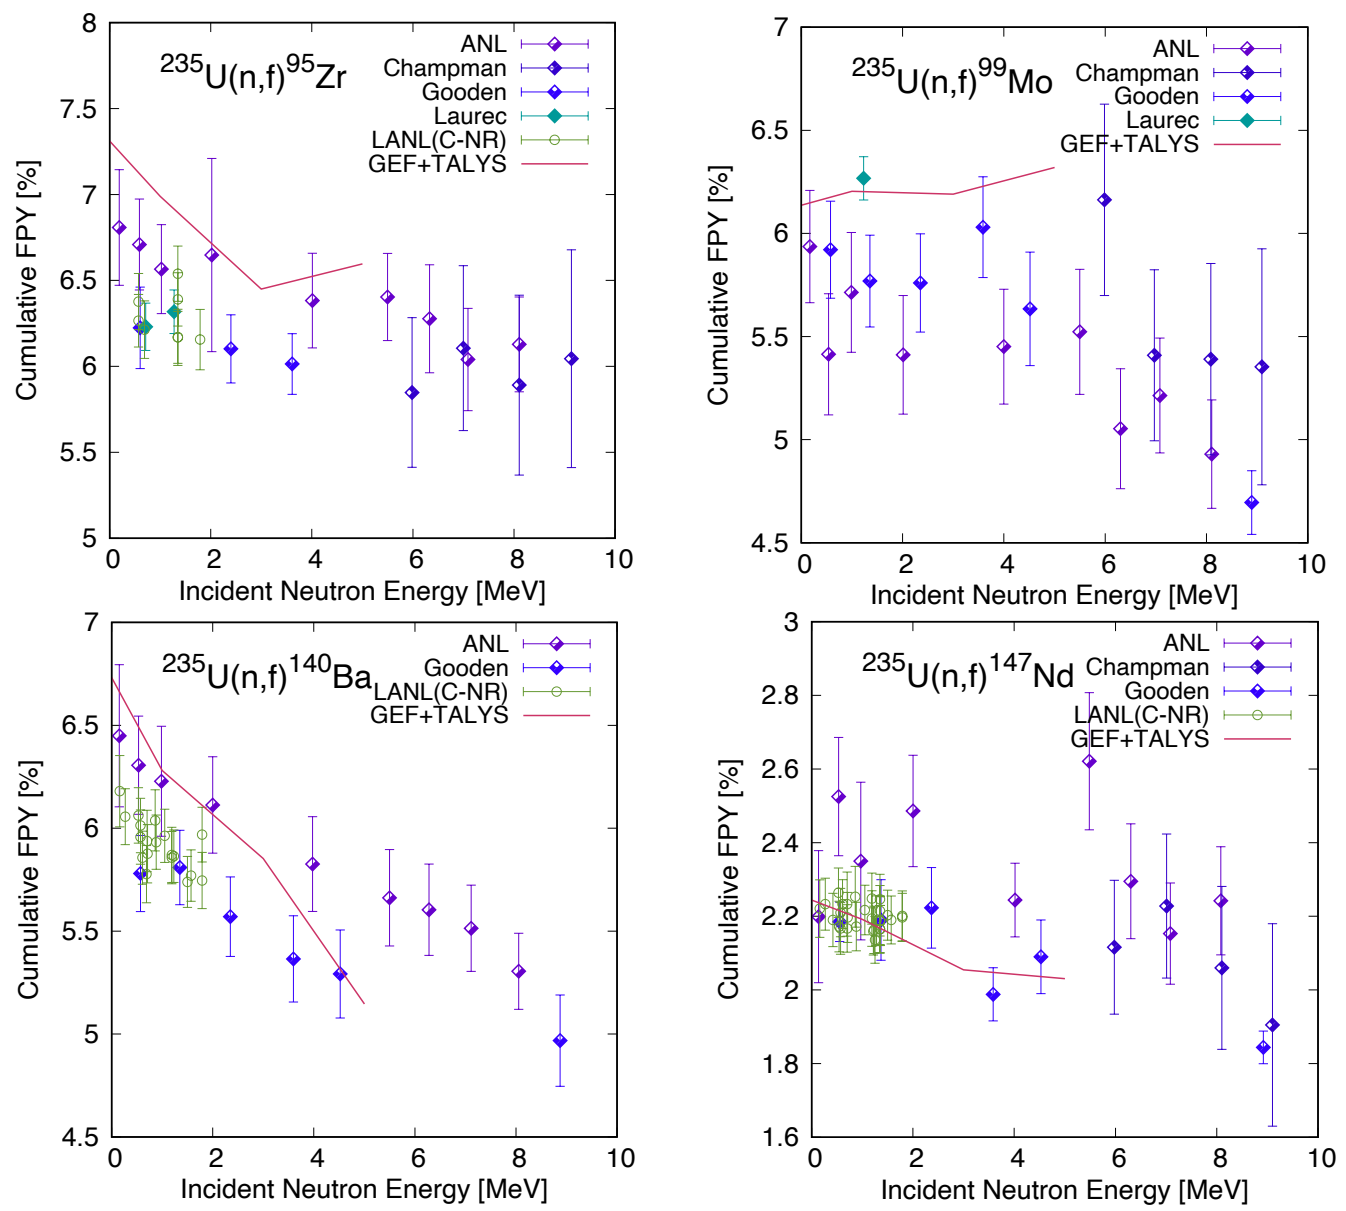 ²³⁵U(n,f)⁹⁵Zr
ANL
Champman
Gooden
Laurec
LANL(C-NR)
GEF+TALYS
Cumulative FPY [%]
8
7.5
7
6.5
6
5.5
5
0 2 4 6 8 10
Incident Neutron Energy [MeV]
²³⁵U(n,f)⁹⁹Mo
ANL
Champman
Gooden
Laurec
GEF+TALYS
Cumulative FPY [%]
7
6.5
6
5.5
5
4.5
0 2 4 6 8 10
Incident Neutron Energy [MeV]
²³⁵U(n,f)¹⁴⁰Ba
ANL
Gooden
LANL(C-NR)
GEF+TALYS
Cumulative FPY [%]
7
6.5
6
5.5
5
4.5
0 2 4 6 8 10
Incident Neutron Energy [MeV]
²³⁵U(n,f)¹⁴⁷Nd
ANL
Champman
Gooden
LANL(C-NR)
GEF+TALYS
Cumulative FPY [%]
3
2.8
2.6
2.4
2.2
2
1.8
1.6
0 2 4 6 8 10
Incident Neutron Energy [MeV]